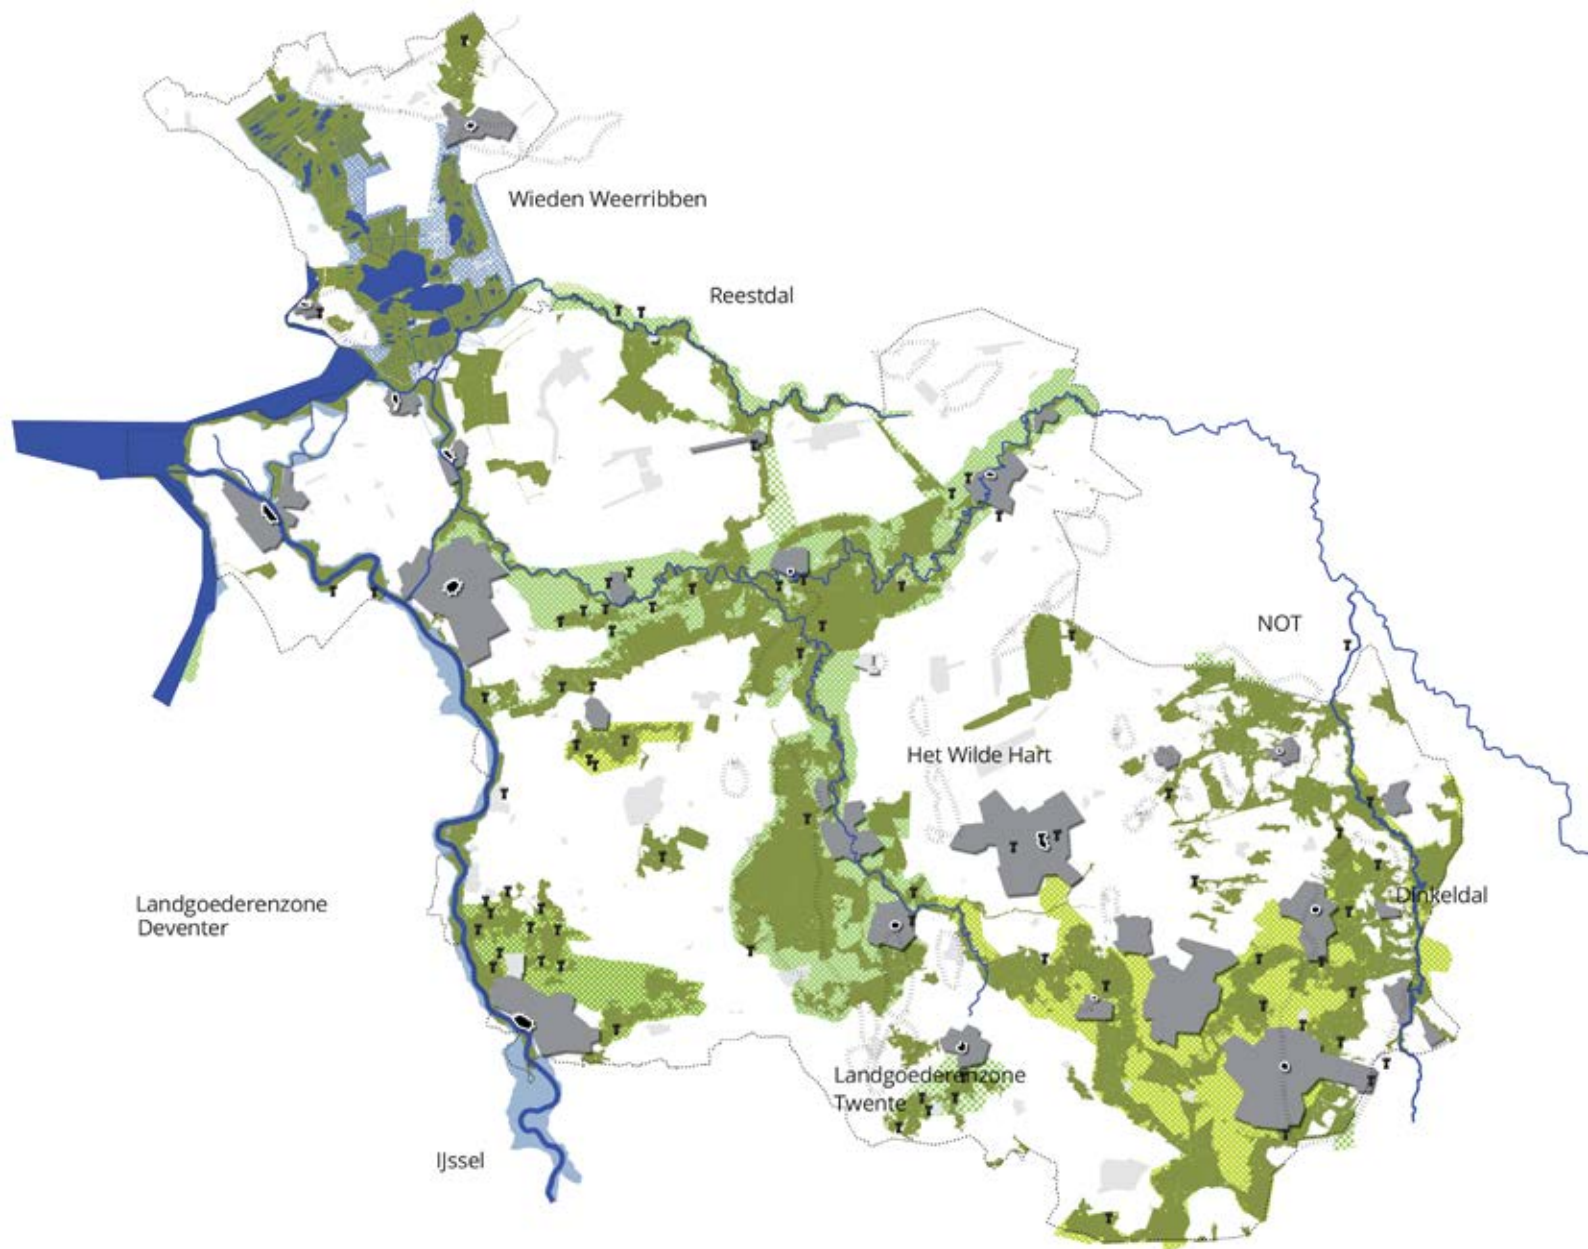 Wieden Weerribben
Reestdal
NOT
Het Wilde Hart
Dinkeldal
Landgoederenzone
Deventer
Landgoederenzone
Twente
IJssel